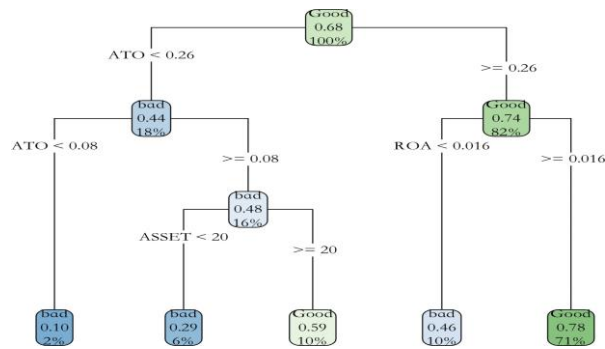 Good
0.68
100%
ATO < 0.26
>= 0.26
bad
0.44
18%
Good
0.74
82%
ATO < 0.08
>= 0.08
ROA < 0.016
>= 0.016
bad
0.48
16%
ASSET < 20
>= 20
bad
0.10
2%
bad
0.29
6%
Good
0.59
10%
bad
0.46
10%
Good
0.78
71%